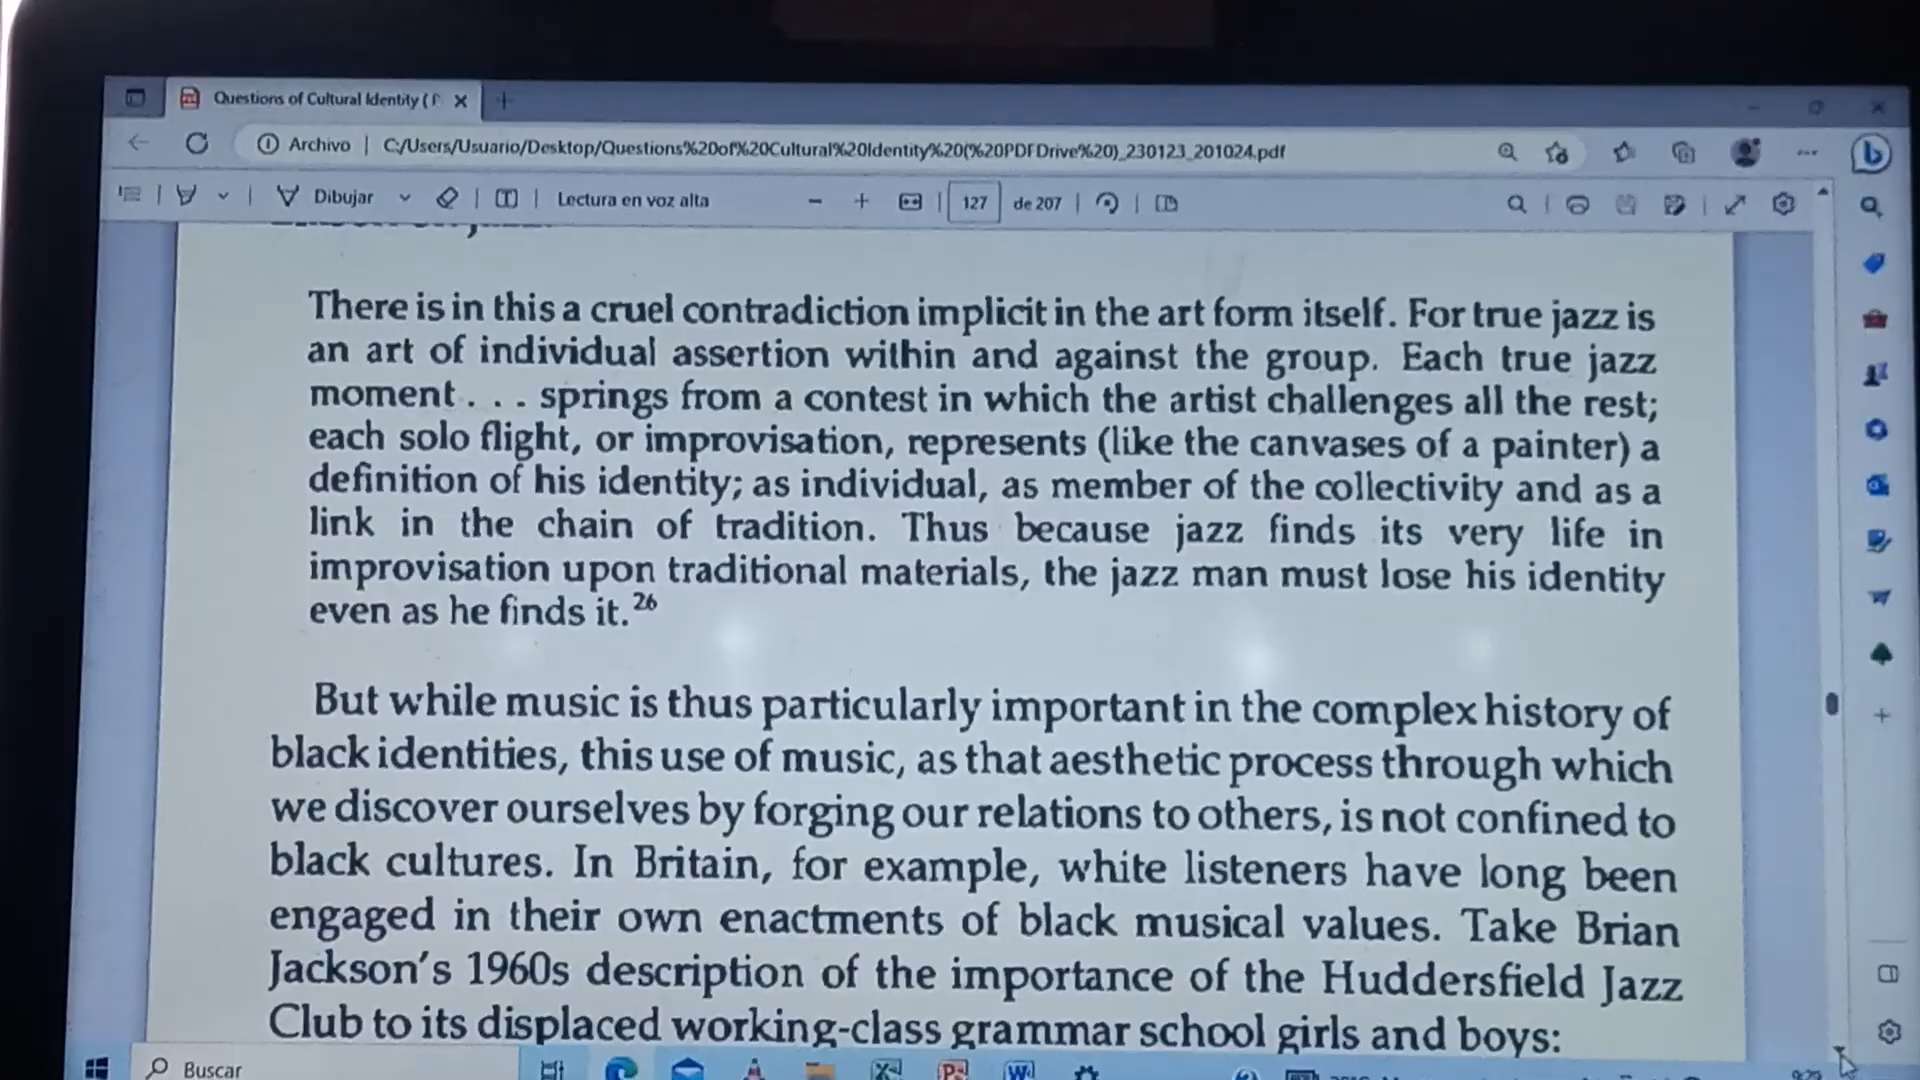 Questions of Cultural Identity (
Archivo | C:/Users/Usuario/Desktop/Questions%20of%20Cultural%20Identity%20(%20PDFDrive%20)_230123_201024.pdf
Dibujar | Lectura en voz alta 127 de 207
There is in this a cruel contradiction implicit in the art form itself. For true jazz is
an art of individual assertion within and against the group. Each true jazz
moment . . . springs from a contest in which the artist challenges all the rest;
each solo flight, or improvisation, represents (like the canvases of a painter) a
definition of his identity; as individual, as member of the collectivity and as a
link in the chain of tradition. Thus because jazz finds its very life in
improvisation upon traditional materials, the jazz man must lose his identity
even as he finds it.26
But while music is thus particularly important in the complex history of
black identities, this use of music, as that aesthetic process through which
we discover ourselves by forging our relations to others, is not confined to
black cultures. In Britain, for example, white listeners have long been
engaged in their own enactments of black musical values. Take Brian
Jackson's 1960s description of the importance of the Huddersfield Jazz
Club to its displaced working-class grammar school girls and boys:
Buscar